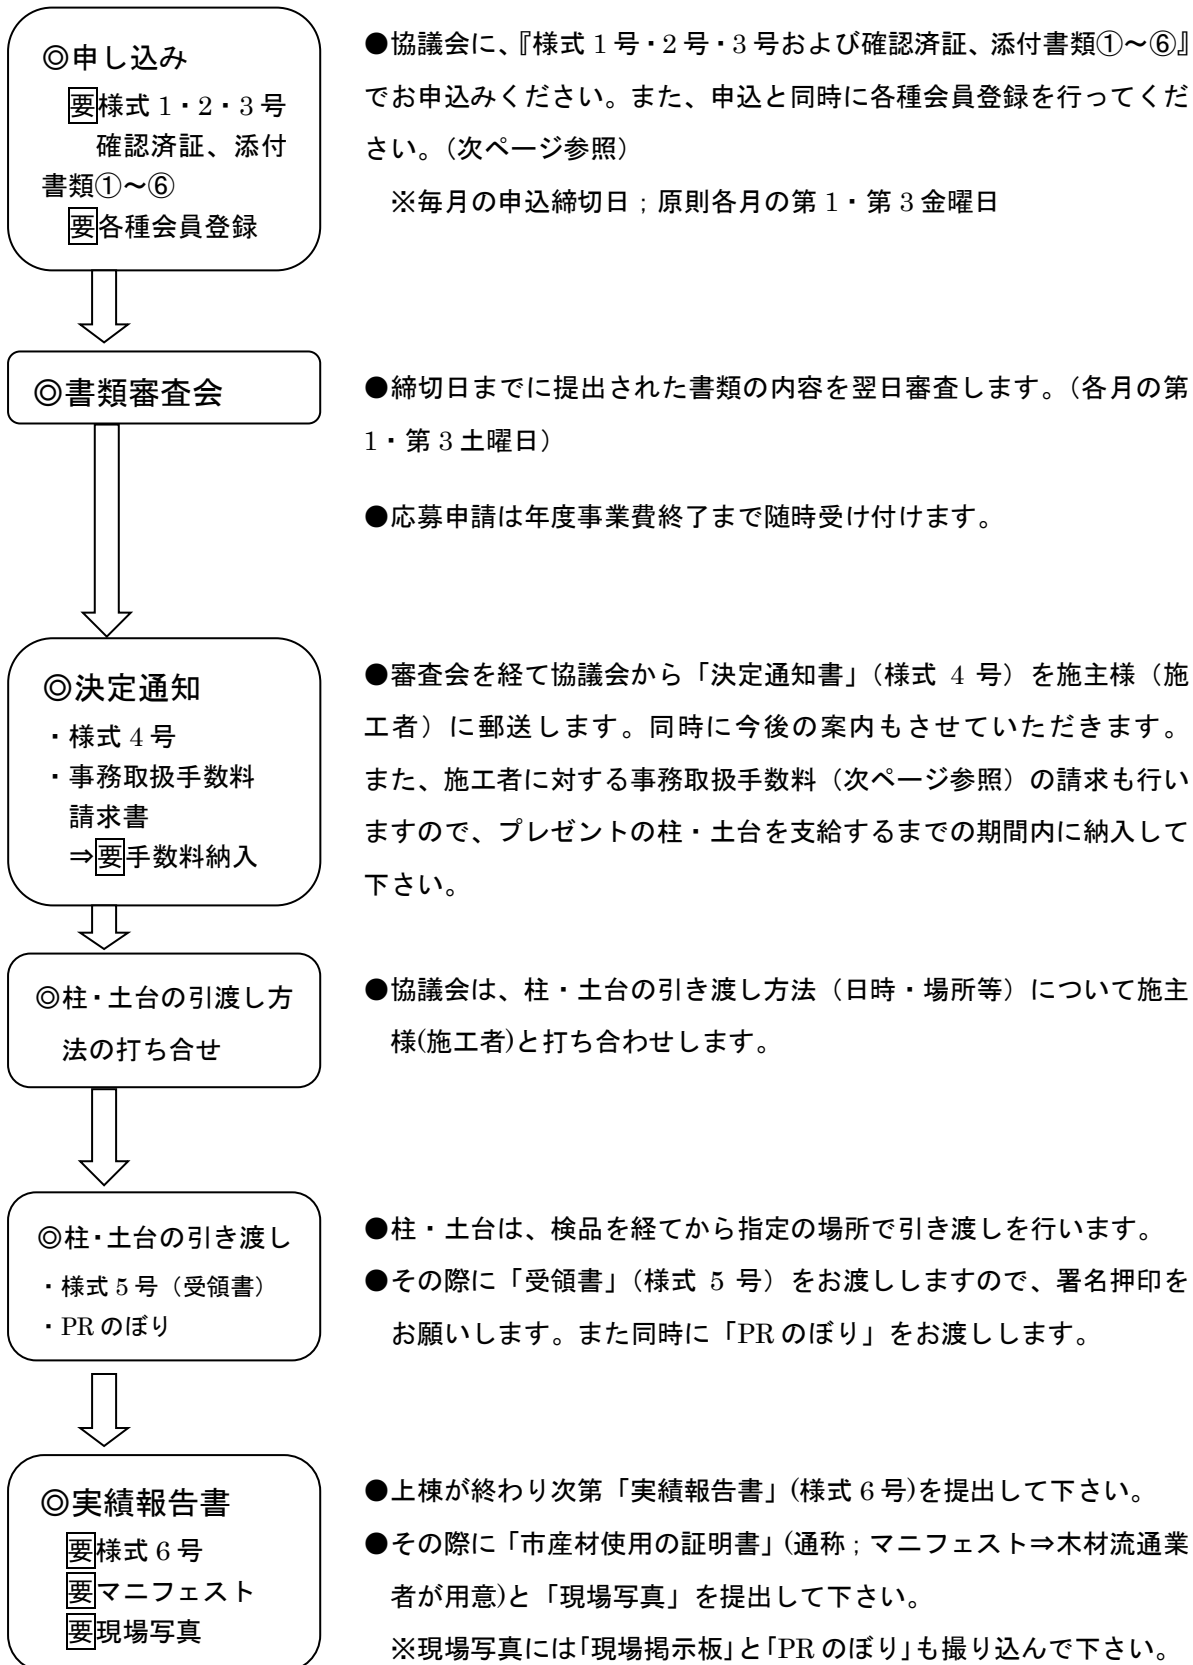 ◎申し込み
要様式 1・2・3 号
確認済証、添付
書類①～⑥
要各種会員登録
●協議会に、『様式 1 号・2 号・3 号および確認済証、添付書類①～⑥』
でお申込みください。また、申込と同時に各種会員登録を行ってくだ
さい。（次ページ参照）
※毎月の申込締切日；原則各月の第 1・第 3 金曜日
◎書類審査会
●締切日までに提出された書類の内容を翌日審査します。（各月の第
1・第 3 土曜日）
●応募申請は年度事業費終了まで随時受け付けます。
◎決定通知
・様式 4 号
・事務取扱手数料
請求書
⇒要手数料納入
●審査会を経て協議会から「決定通知書」（様式 4 号）を施主様（施
工者）に郵送します。同時に今後の案内もさせていただきます。
また、施工者に対する事務取扱手数料（次ページ参照）の請求も行い
ますので、プレゼントの柱・土台を支給するまでの期間内に納入して
下さい。
◎柱・土台の引渡し方
法の打ち合せ
●協議会は、柱・土台の引き渡し方法（日時・場所等）について施主
様(施工者)と打ち合わせします。
◎柱・土台の引き渡し
・様式 5 号（受領書）
・PR のぼり
●柱・土台は、検品を経てから指定の場所で引き渡しを行います。
●その際に「受領書」（様式 5 号）をお渡ししますので、署名押印を
お願いします。また同時に「PR のぼり」をお渡しします。
◎実績報告書
要様式 6 号
要マニフェスト
要現場写真
●上棟が終わり次第「実績報告書」(様式 6 号)を提出して下さい。
●その際に「市産材使用の証明書」(通称；マニフェスト⇒木材流通業
者が用意)と「現場写真」を提出して下さい。
※現場写真には「現場掲示板」と「PR のぼり」も撮り込んで下さい。